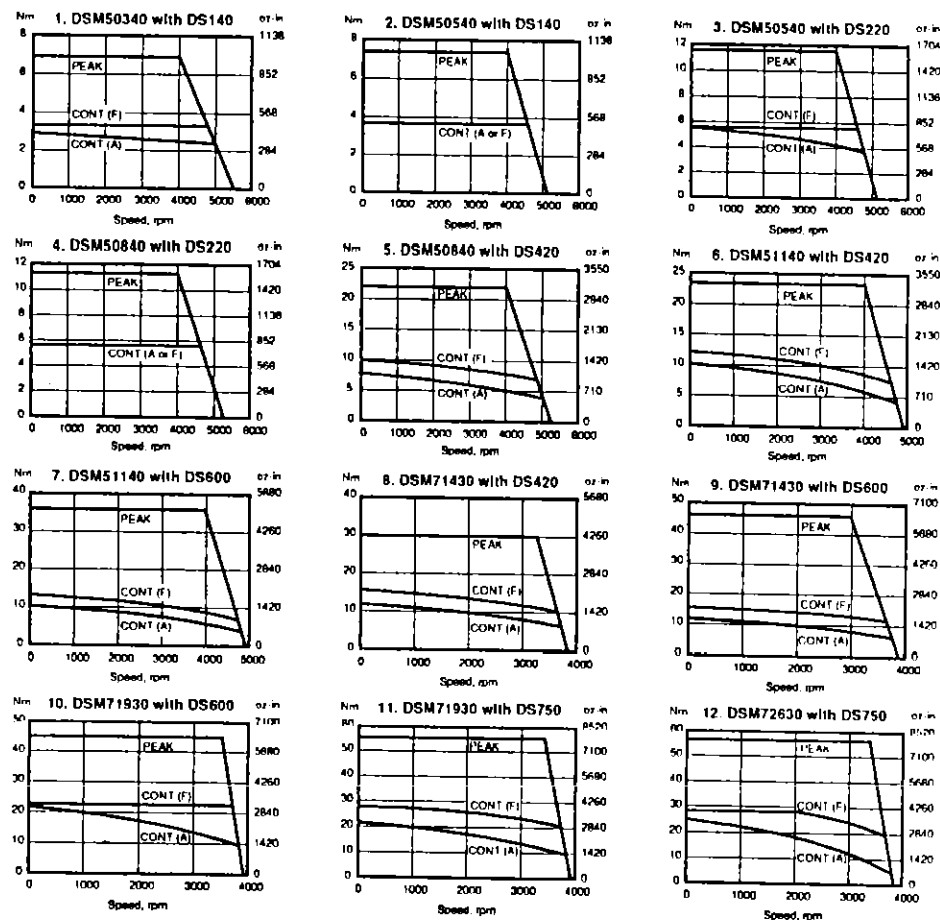 Nm 1. DSM50340 with DS140 oz-in
8 6 4 2 0
1136 852 568 284 0
PEAK
CONT (F)
CONT (A)
0 1000 2000 3000 4000 5000 6000
Speed, rpm
Nm 2. DSM50540 with DS140 oz-in
8 6 4 2 0
1136 852 568 284 0
PEAK
CONT (A or F)
0 1000 2000 3000 4000 5000 6000
Speed, rpm
Nm 3. DSM50540 with DS220 oz-in
12 10 8 6 4 2 0
1704 1420 1136 852 568 284 0
PEAK
CONT (F)
CONT (A)
0 1000 2000 3000 4000 5000 6000
Speed, rpm
Nm 4. DSM50840 with DS220 oz-in
12 10 8 6 4 2 0
1704 1420 1136 852 568 284 0
PEAK
CONT (A or F)
0 1000 2000 3000 4000 5000 6000
Speed, rpm
Nm 5. DSM50840 with DS420 oz-in
25 20 15 10 5 0
3550 2840 2130 1420 710 0
PEAK
CONT (F)
CONT (A)
0 1000 2000 3000 4000 5000 6000
Speed, rpm
Nm 6. DSM51140 with DS420 oz-in
25 20 15 10 5 0
3550 2840 2130 1420 710 0
PEAK
CONT (F)
CONT (A)
0 1000 2000 3000 4000 5000
Speed, rpm
Nm 7. DSM51140 with DS600 oz-in
40 30 20 10 0
5680 4260 2840 1420 0
PEAK
CONT (F)
CONT (A)
0 1000 2000 3000 4000 5000
Speed, rpm
Nm 8. DSM71430 with DS420 oz-in
40 30 20 10 0
5680 4260 2840 1420 0
PEAK
CONT (F)
CONT (A)
0 1000 2000 3000 4000
Speed, rpm
Nm 9. DSM71430 with DS600 oz-in
50 40 30 20 10 0
7100 5680 4260 2840 1420 0
PEAK
CONT (F)
CONT (A)
0 1000 2000 3000 4000
Speed, rpm
Nm 10. DSM71930 with DS600 oz-in
50 40 30 20 10 0
7100 5680 4260 2840 1420 0
PEAK
CONT (F)
CONT (A)
0 1000 2000 3000 4000
Speed, rpm
Nm 11. DSM71930 with DS750 oz-in
60 50 40 30 20 10 0
8520 7100 5680 4260 2840 1420 0
PEAK
CONT (F)
CONT (A)
0 1000 2000 3000 4000
Speed, rpm
Nm 12. DSM72630 with DS750 oz-in
60 50 40 30 20 10 0
8520 7100 5680 4260 2840 1420 0
PEAK
CONT (F)
CONT (A)
0 1000 2000 3000 4000
Speed, rpm